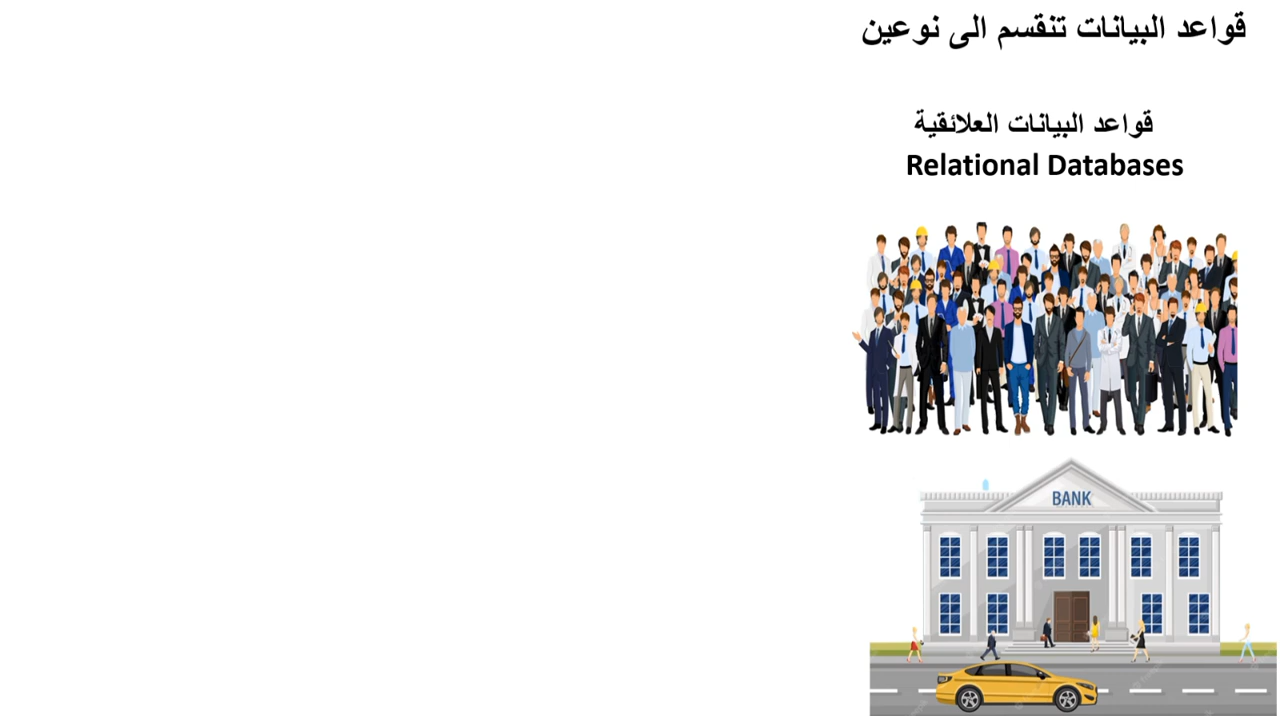 قواعد البيانات تنقسم الى نوعين
قواعد البيانات العلائقية
Relational Databases
BANK